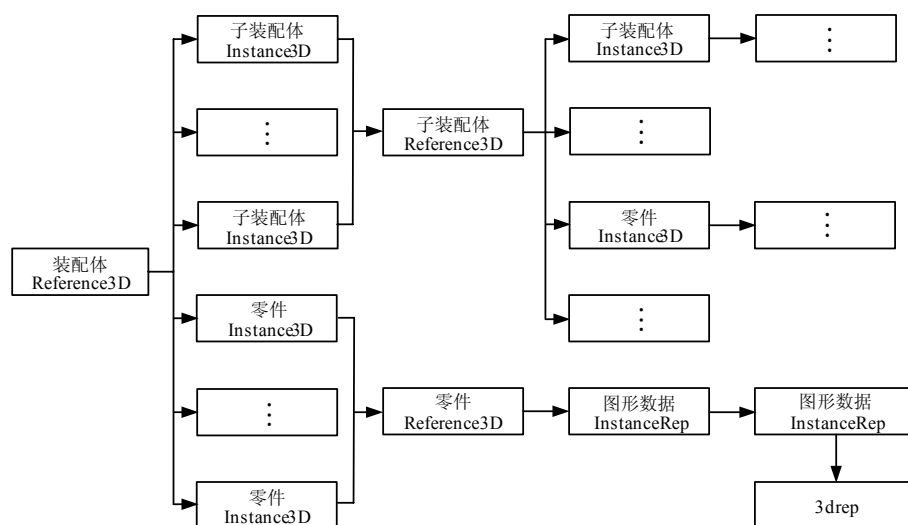 子装配体
Instance3D
⋮
子装配体
Instance3D
装配体
Reference3D
零件
Instance3D
⋮
零件
Instance3D
子装配体
Reference3D
零件
Reference3D
子装配体
Instance3D
⋮
⋮
零件
Instance3D
⋮
⋮
图形数据
InstanceRep
图形数据
InstanceRep
3drep